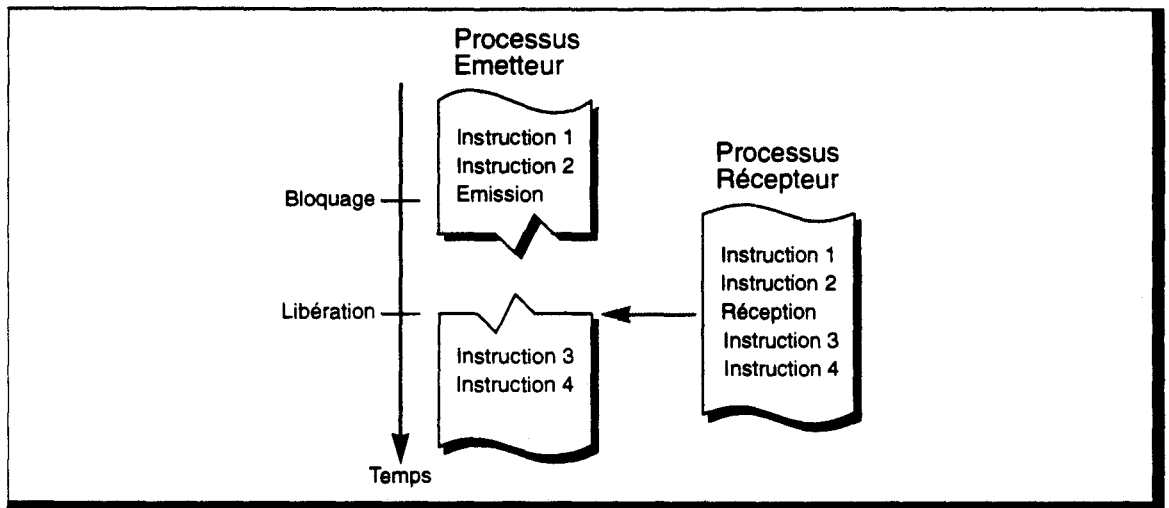 Processus
Emetteur
Instruction 1
Instruction 2
Emission
Bloquage
Libération
Instruction 3
Instruction 4
Temps
Processus
Récepteur
Instruction 1
Instruction 2
Réception
Instruction 3
Instruction 4